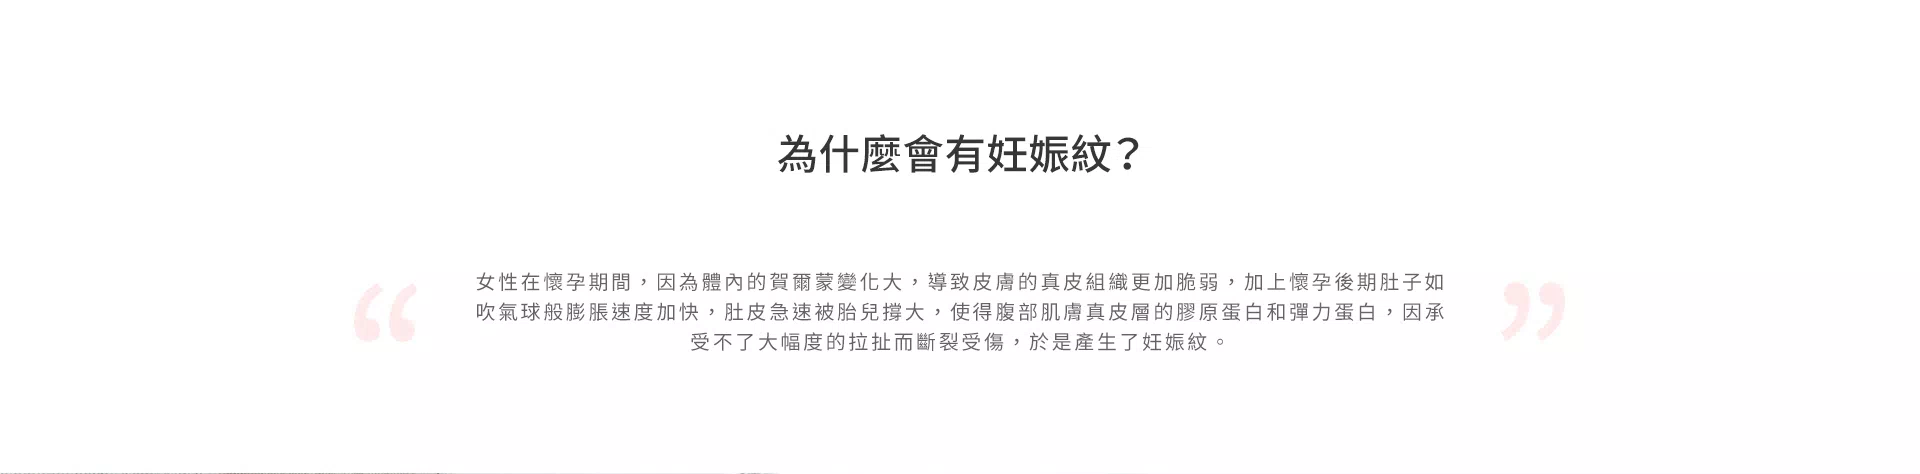 為什麼會有妊娠紋？
女性在懷孕期間，因為體內的賀爾蒙變化大，導致皮膚的真皮組織更加脆弱，加上懷孕後期肚子如
吹氣球般膨脹速度加快，肚皮急速被胎兒撐大，使得腹部肌膚真皮層的膠原蛋白和彈力蛋白，因承
受不了大幅度的拉扯而斷裂受傷，於是產生了妊娠紋。